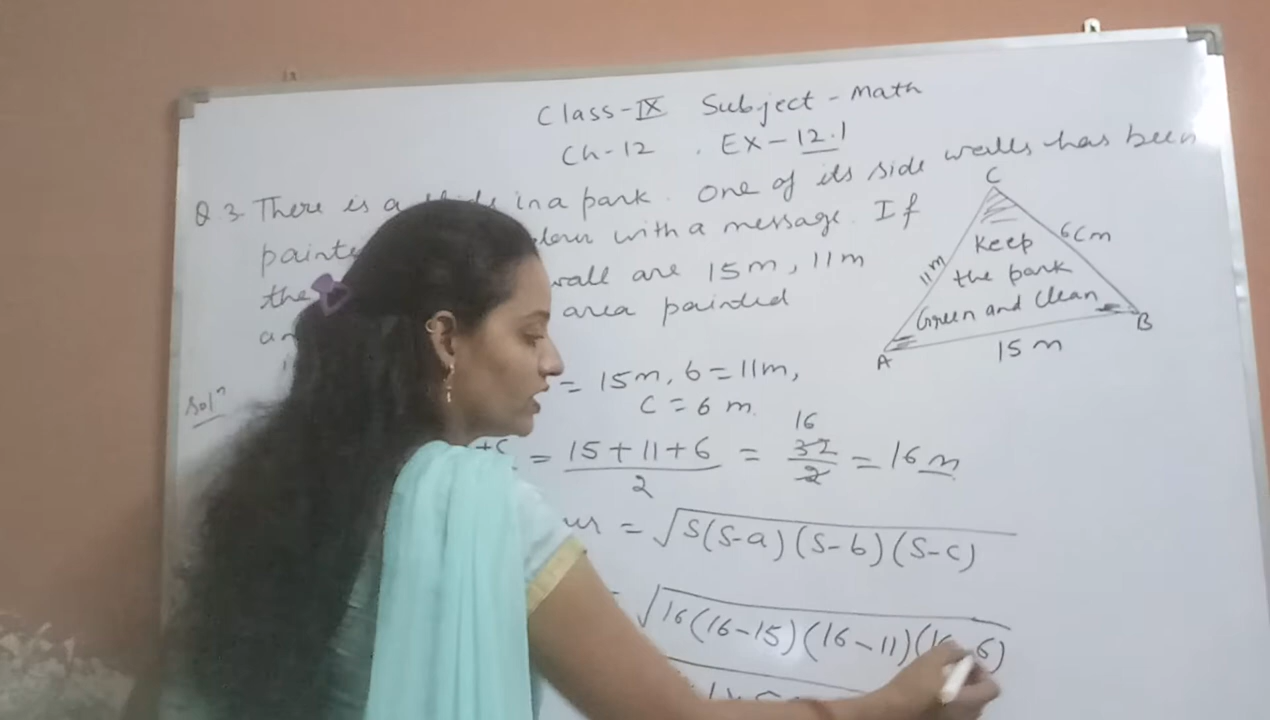 Class-IX Subject - Math
Ch-12 . EX-12.1
Q.3 There is a in a park. One of its side walls has been
painted with a message. If
the wall are 15m, 11m
area painted
C
Keep
the park
Green and Clean
11m
6cm
A
15 m
B
Soln
= 15m, b = 11m,
C = 6 m.
= 15+11+6 / 2 = 32 / 2 = 16 m
16
= √S(S-a)(S-b)(S-c)
= √16(16-15)(16-11)(16-6)